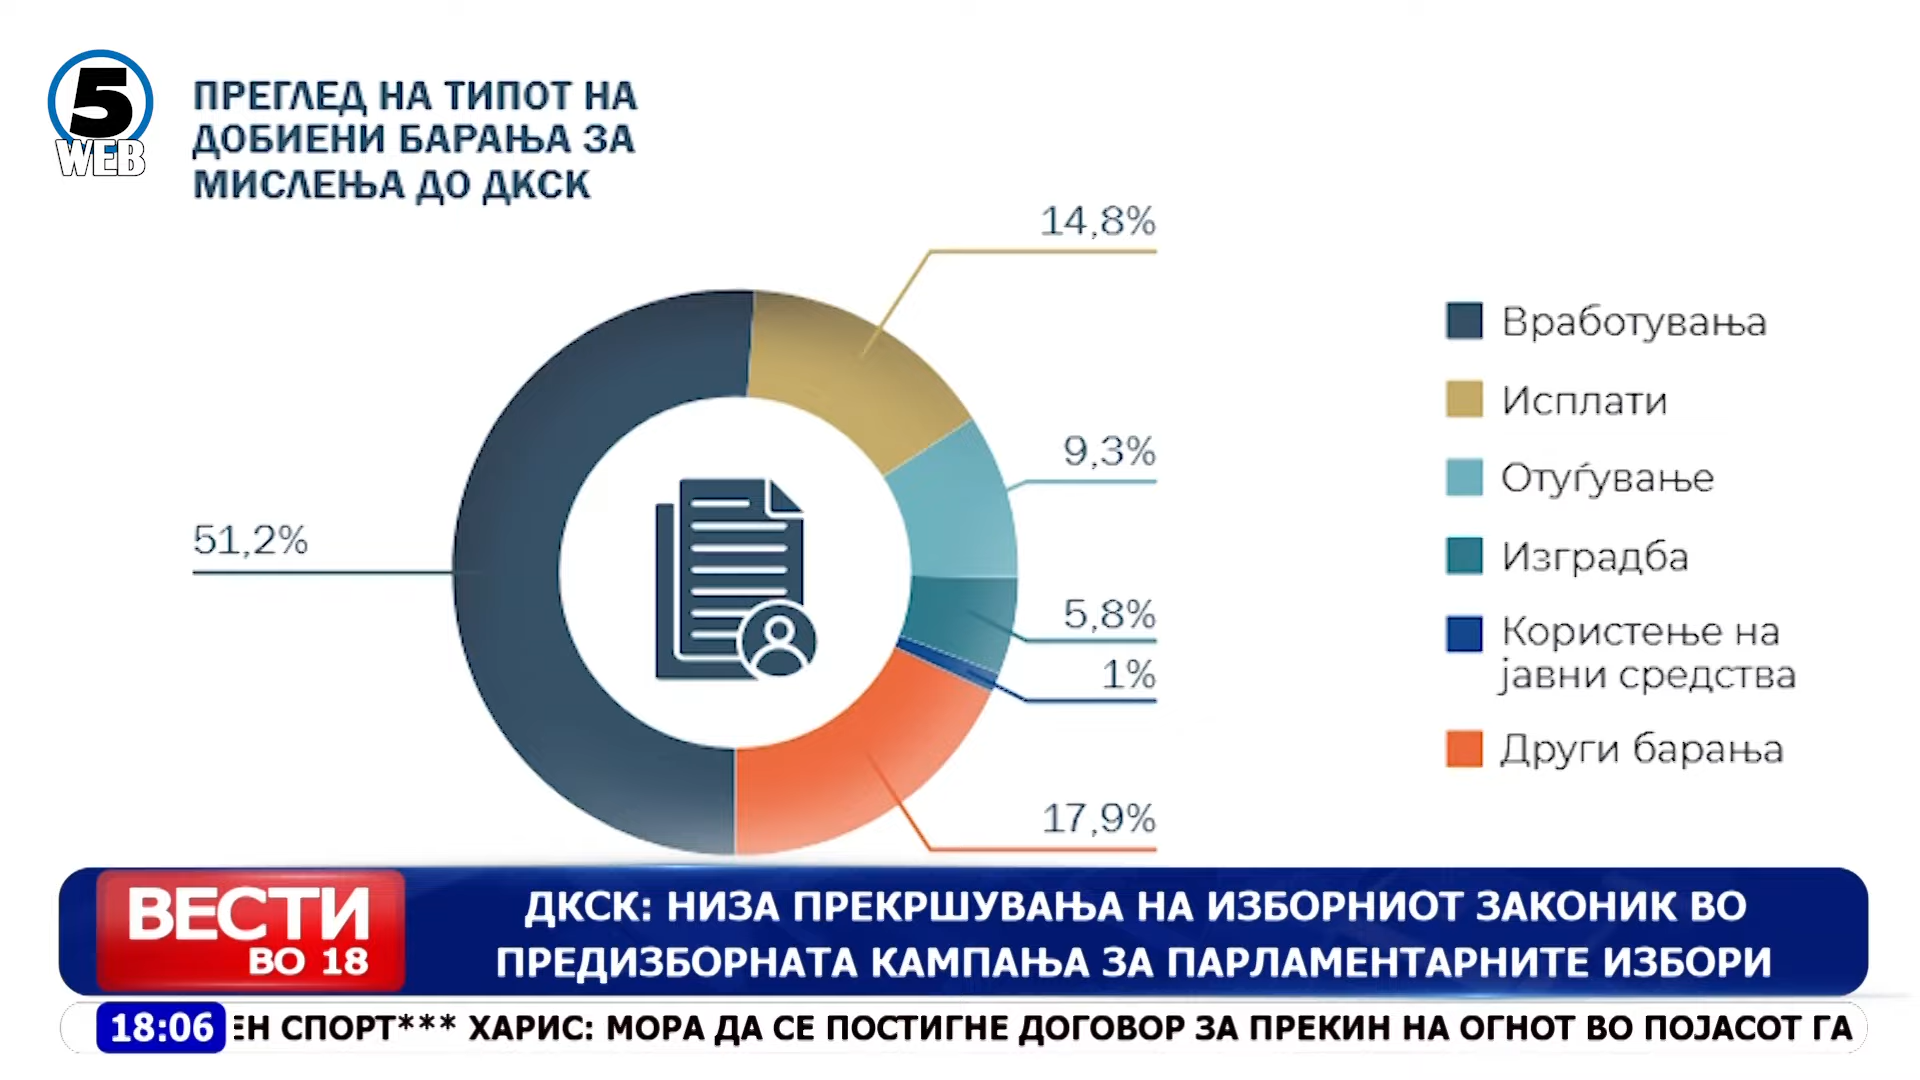 5
WEB
ПРЕГЛЕД НА ТИПОТ НА
ДОБИЕНИ БАРАЊА ЗА
МИСЛЕЊА ДО ДКСК
14,8%
9,3%
51,2%
5,8%
1%
17,9%
Вработувања
Исплати
Отуѓување
Изградба
Користење на
јавни средства
Други барања
ВЕСТИ
ВО 18
ДКСК: НИЗА ПРЕКРШУВАЊА НА ИЗБОРНИОТ ЗАКОНИК ВО
ПРЕДИЗБОРНАТА КАМПАЊА ЗА ПАРЛАМЕНТАРНИТЕ ИЗБОРИ
18:06 ЕН СПОРТ*** ХАРИС: МОРА ДА СЕ ПОСТИГНЕ ДОГОВОР ЗА ПРЕКИН НА ОГНОТ ВО ПОЈАСОТ ГА